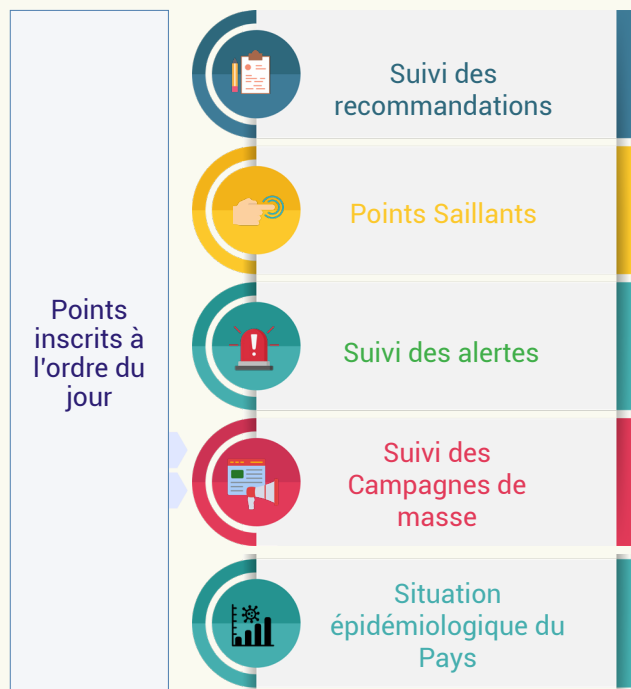 Points
inscrits à
l'ordre du
jour
Suivi des
recommandations
Points Saillants
Suivi des alertes
Suivi des
Campagnes de
masse
Situation
épidémiologique du
Pays